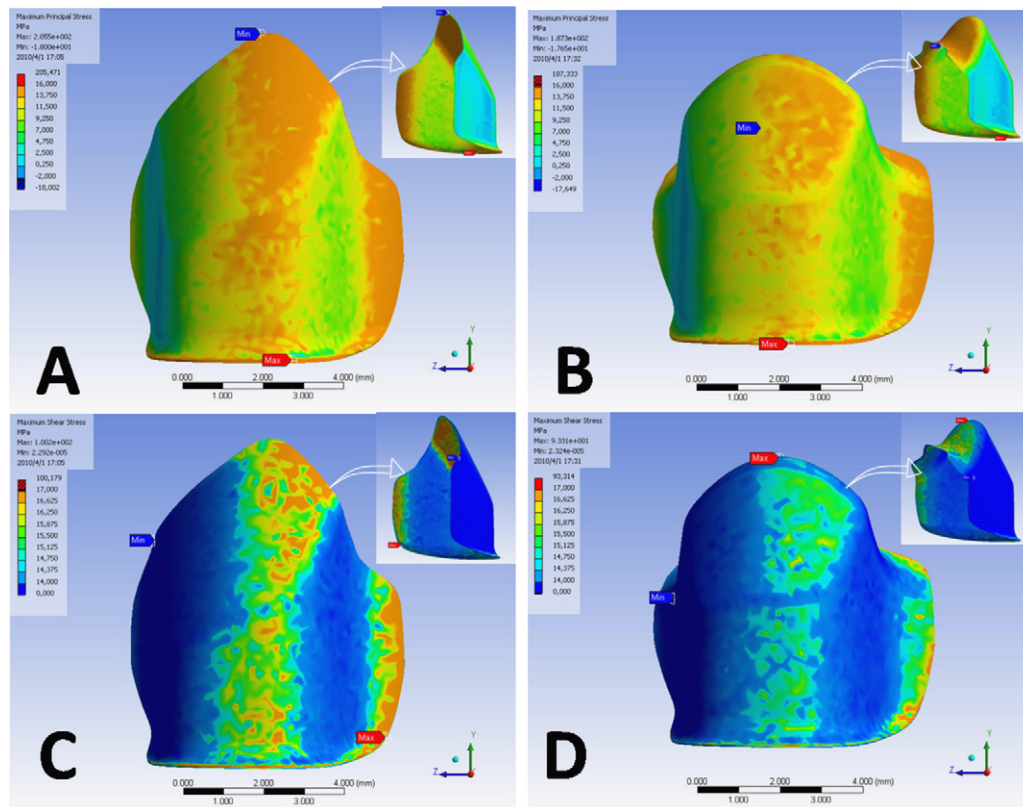 Maximum Principal Stress
MPa
Max: 2.055e+002
Min: -1.800e+001
2010/4/1 17:05
205,471
16,000
13,750
11,500
9,250
7,000
4,750
2,500
0,250
-2,000
-18,002
Min
Max
A
0.000 2.000 4.000 (mm)
1.000 3.000
Y
Z
Maximum Principal Stress
MPa
Max: 1.873e+002
Min: -1.765e+001
2010/4/1 17:32
187,333
16,000
13,750
11,500
9,250
7,000
4,750
2,500
0,250
-2,000
-17,649
Min
Max
B
0.000 2.000 4.000 (mm)
1.000 3.000
Y
Z
Maximum Shear Stress
MPa
Max: 1.002e+002
Min: 2.292e-005
2010/4/1 17:05
100,179
17,000
16,625
16,250
15,875
15,500
15,125
14,750
14,375
14,000
0,000
Min
Max
C
0.000 2.000 4.000 (mm)
1.000 3.000
Y
Z
Maximum Shear Stress
MPa
Max: 9.331e+001
Min: 2.324e-005
2010/4/1 17:31
93,314
17,000
16,625
16,250
15,875
15,500
15,125
14,750
14,375
14,000
0,000
Max
Min
D
0.000 2.000 4.000 (mm)
1.000 3.000
Y
Z